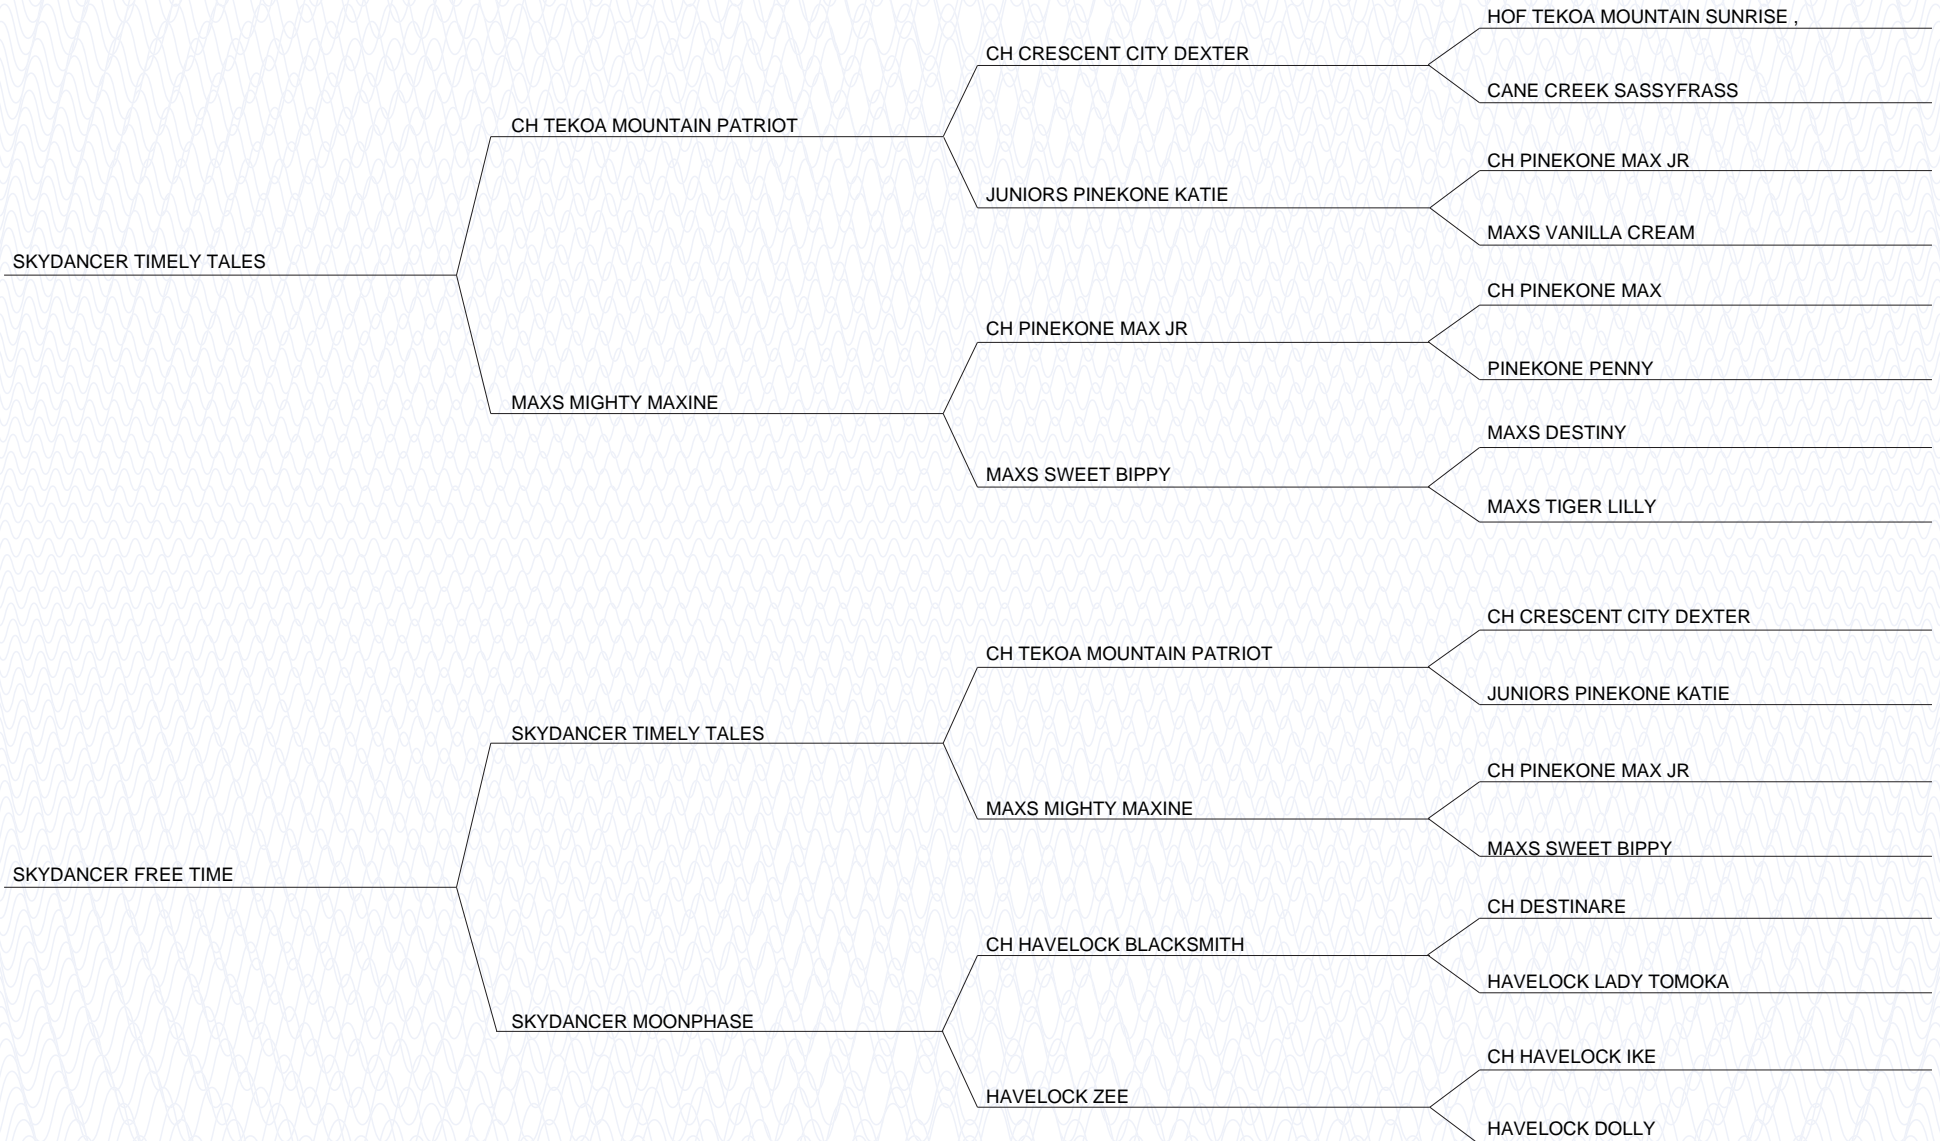 HOF TEKOA MOUNTAIN SUNRISE ,
CH CRESCENT CITY DEXTER
CANE CREEK SASSYFRASS
CH TEKOA MOUNTAIN PATRIOT
CH PINEKONE MAX JR
JUNIORS PINEKONE KATIE
MAXS VANILLA CREAM
SKYDANCER TIMELY TALES
CH PINEKONE MAX
CH PINEKONE MAX JR
PINEKONE PENNY
MAXS MIGHTY MAXINE
MAXS DESTINY
MAXS SWEET BIPPY
MAXS TIGER LILLY
CH CRESCENT CITY DEXTER
CH TEKOA MOUNTAIN PATRIOT
JUNIORS PINEKONE KATIE
SKYDANCER TIMELY TALES
CH PINEKONE MAX JR
MAXS MIGHTY MAXINE
MAXS SWEET BIPPY
SKYDANCER FREE TIME
CH DESTINARE
CH HAVELOCK BLACKSMITH
HAVELOCK LADY TOMOKA
SKYDANCER MOONPHASE
CH HAVELOCK IKE
HAVELOCK ZEE
HAVELOCK DOLLY